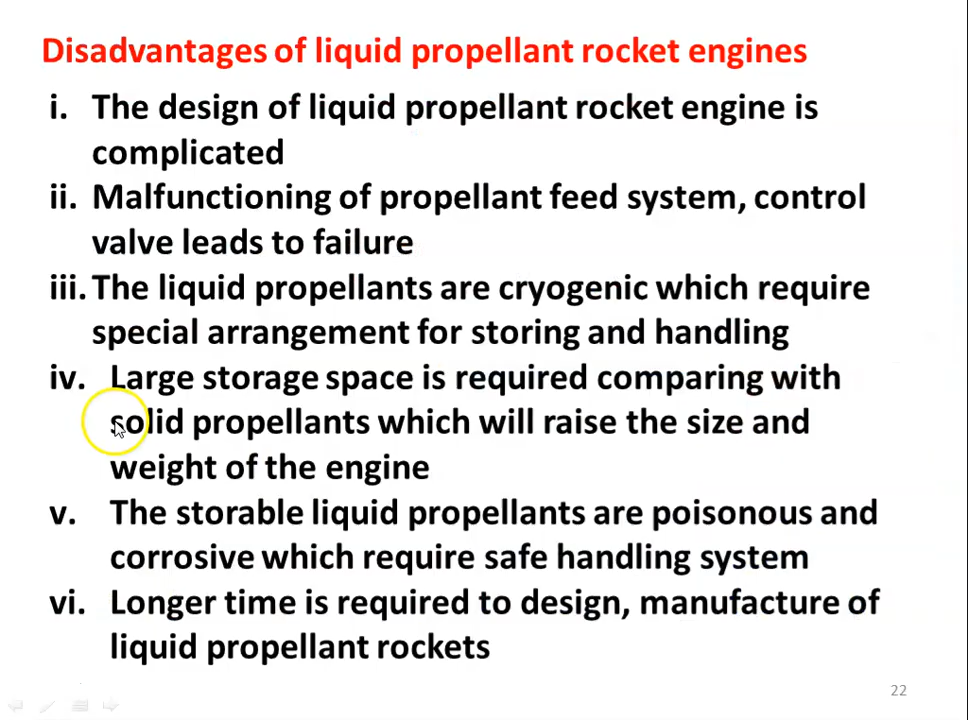 Disadvantages of liquid propellant rocket engines
i. The design of liquid propellant rocket engine is
complicated
ii. Malfunctioning of propellant feed system, control
valve leads to failure
iii. The liquid propellants are cryogenic which require
special arrangement for storing and handling
iv. Large storage space is required comparing with
solid propellants which will raise the size and
weight of the engine
v. The storable liquid propellants are poisonous and
corrosive which require safe handling system
vi. Longer time is required to design, manufacture of
liquid propellant rockets
22